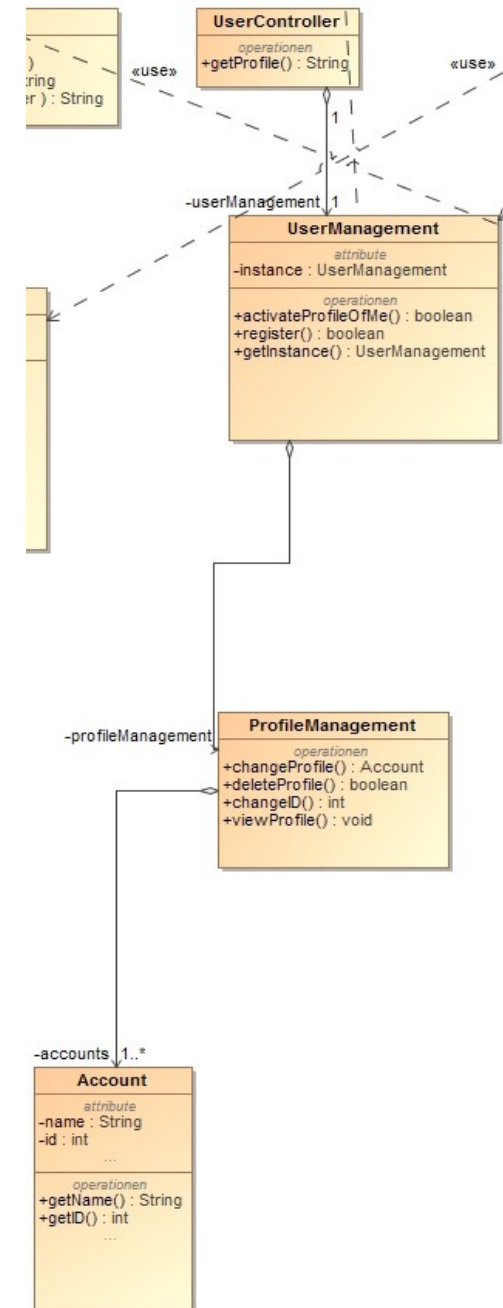 UserController
operationen
+getProfile() : String
1
)
ring
er ) : String
«use»
«use»
-userManagement
1
UserManagement
attribute
-instance : UserManagement
operationen
+activateProfileOfMe() : boolean
+register() : boolean
+getInstance() : UserManagement
-profileManagement
ProfileManagement
operationen
+changeProfile() : Account
+deleteProfile() : boolean
+changeID() : int
+viewProfile() : void
-accounts
1..*
Account
attribute
-name : String
-id : int
...
operationen
+getName() : String
+getID() : int
...